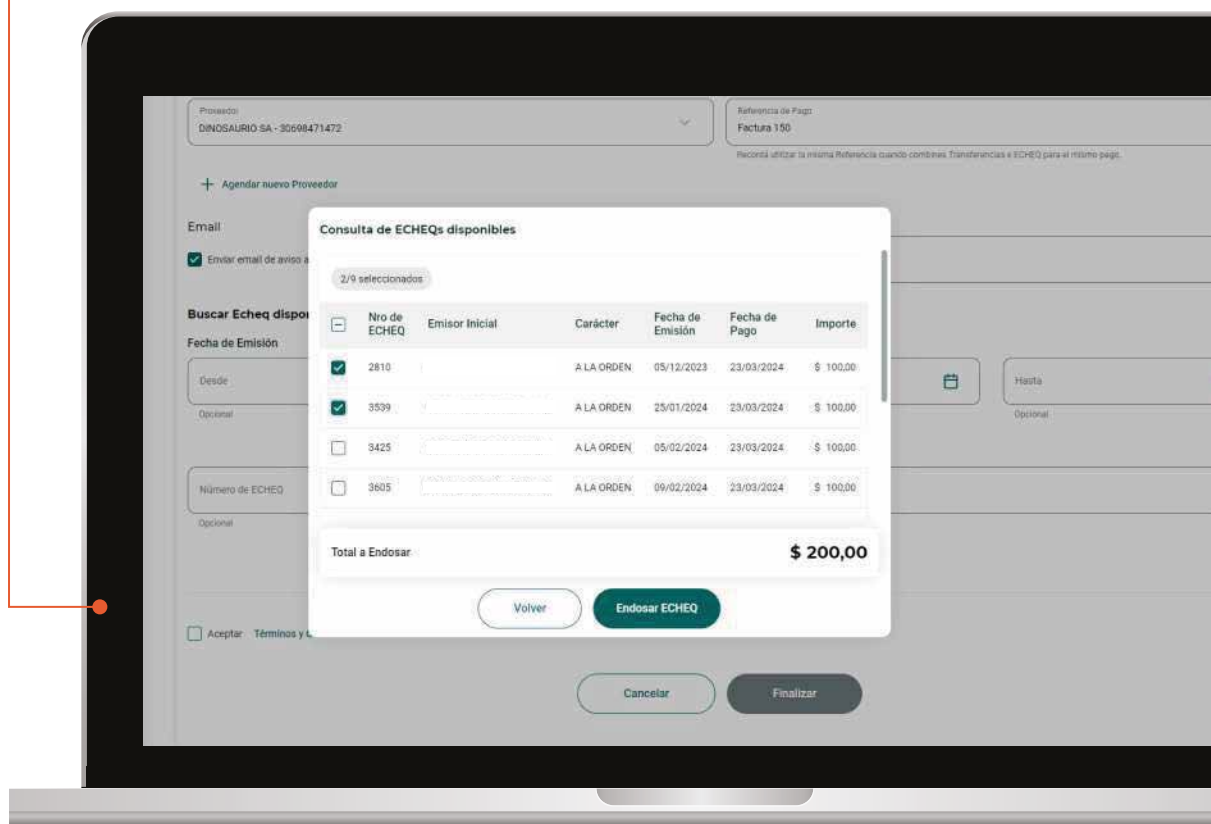 Proveedor
DINOSAURIO SA - 30698471472
Referencia de Pago
Factura 150
Recordá utilizar la misma Referencia cuando combines Transferencias e ECHEQ para el mismo pago.
+ Agendar nuevo Proveedor
Email
Enviar email de aviso a
Buscar Echeq dispo
Fecha de Emisión
Desde
Opcional
Hasta
Opcional
Número de ECHEQ
Opcional
Consulta de ECHEQs disponibles
2/9 seleccionados
Nro de ECHEQ Emisor Inicial Carácter Fecha de Emisión Fecha de Pago Importe
2810 A LA ORDEN 05/12/2023 23/03/2024 $ 100,00
3539 A LA ORDEN 25/01/2024 23/03/2024 $ 100,00
3425 A LA ORDEN 05/02/2024 23/03/2024 $ 100,00
3605 A LA ORDEN 09/02/2024 23/03/2024 $ 100,00
Total a Endosar $ 200,00
Volver Endosar ECHEQ
Aceptar Términos y
Cancelar Finalizar